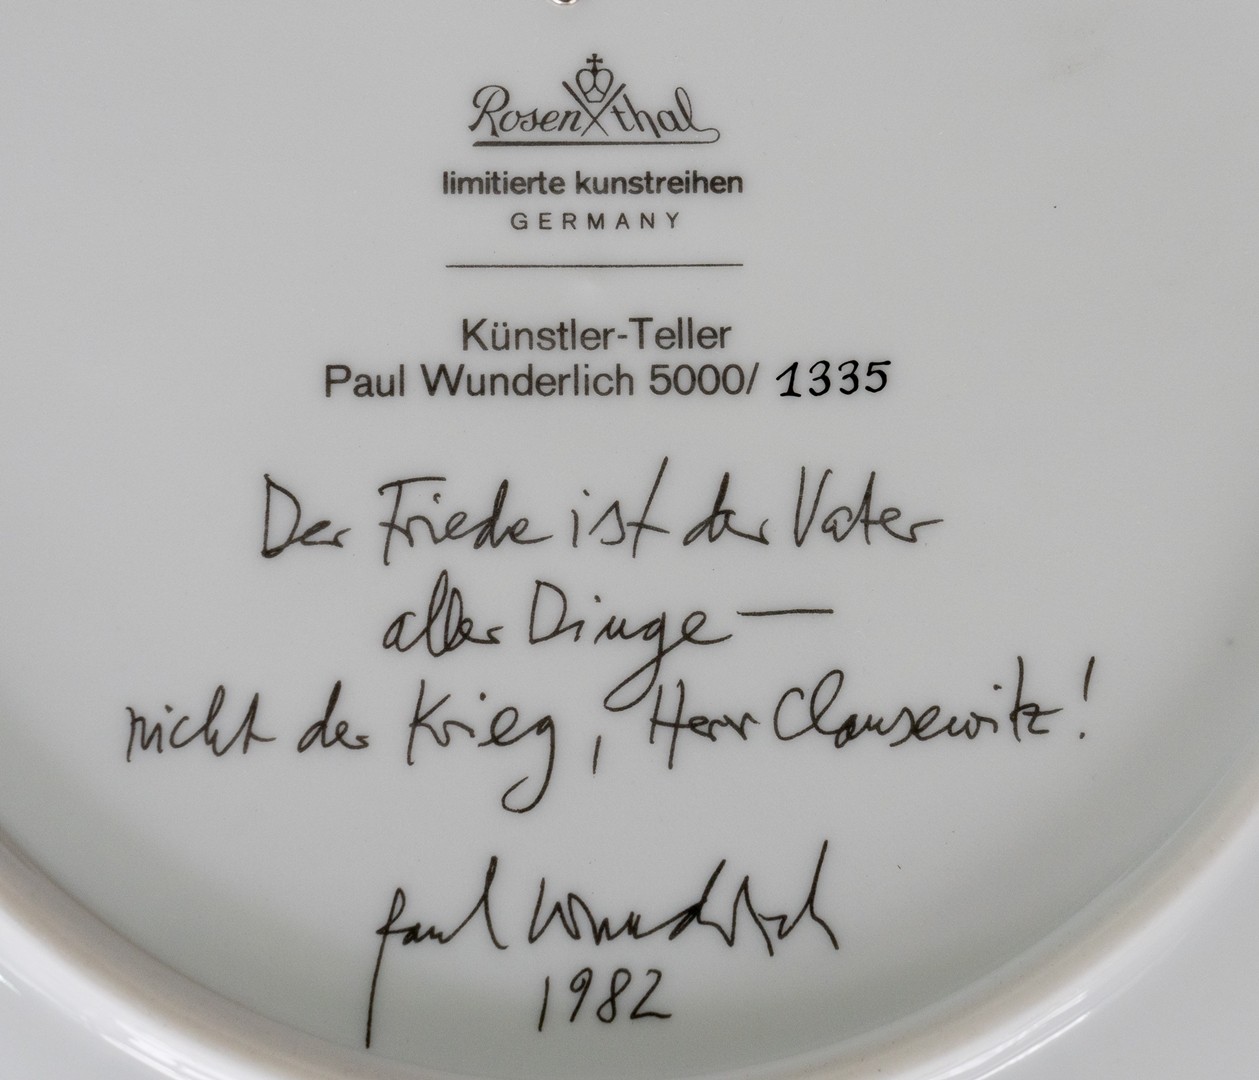 Rosenthal
limitierte kunstreihen
GERMANY
Künstler-Teller
Paul Wunderlich 5000/ 1335
Der Friede ist der Vater
aller Dinge —
nicht der Krieg, Herr Clausewitz!
Paul Wunderlich
1982